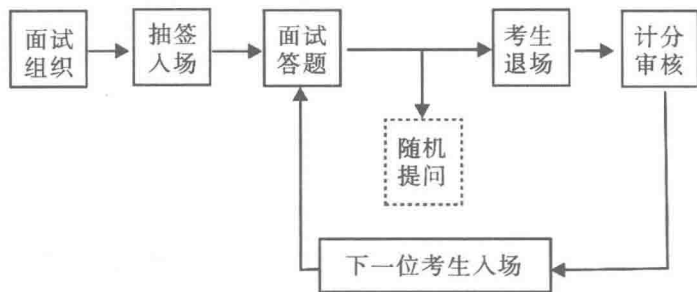 面试
组织
抽签
入场
面试
答题
考生
退场
计分
审核
随机
提问
下一位考生入场